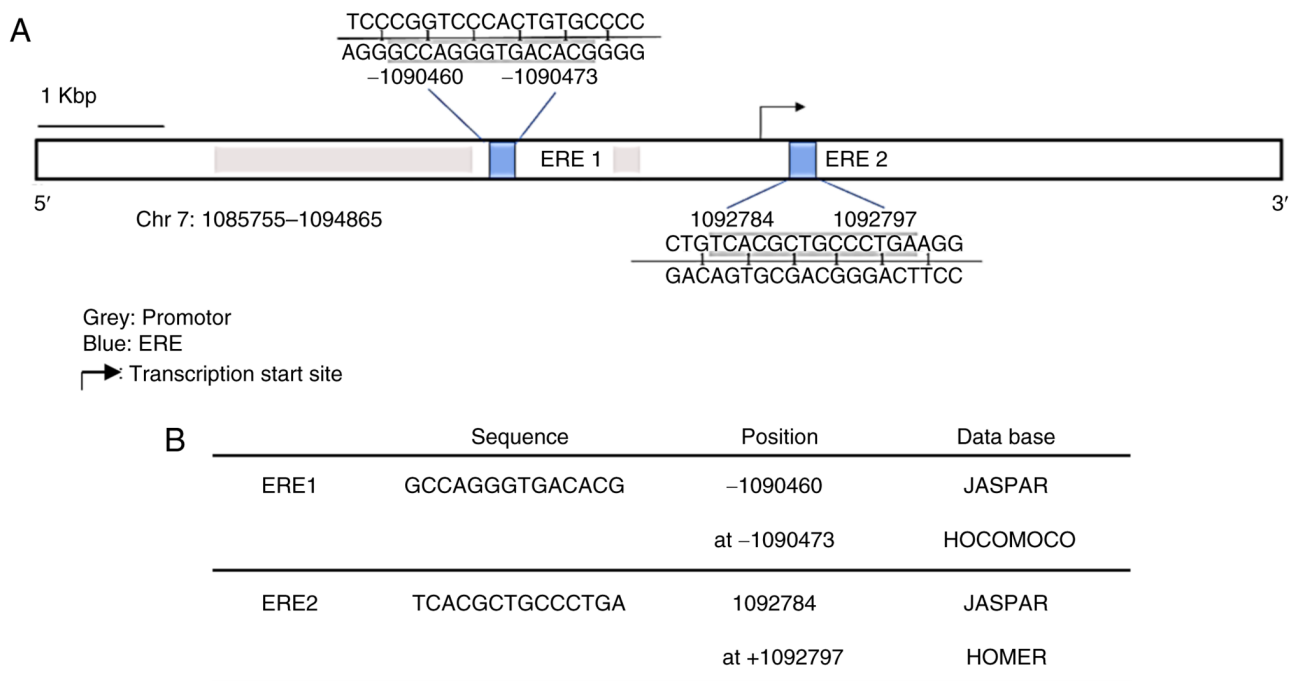 A
TCCCGGTCCCACTGTGCCCC
AGGGCCAGGGTGACACGGGG
−1090460 −1090473
1 Kbp
ERE 1 ERE 2
5′ 3′
Chr 7: 1085755–1094865
1092784 1092797
CTGTCACGCTGCCCTGAAGG
GACAGTGCGACGGGACTTCC
Grey: Promotor
Blue: ERE
: Transcription start site
B
Sequence Position Data base
ERE1 GCCAGGGTGACACG −1090460 JASPAR
at −1090473 HOCOMOCO
ERE2 TCACGCTGCCCTGA 1092784 JASPAR
at +1092797 HOMER